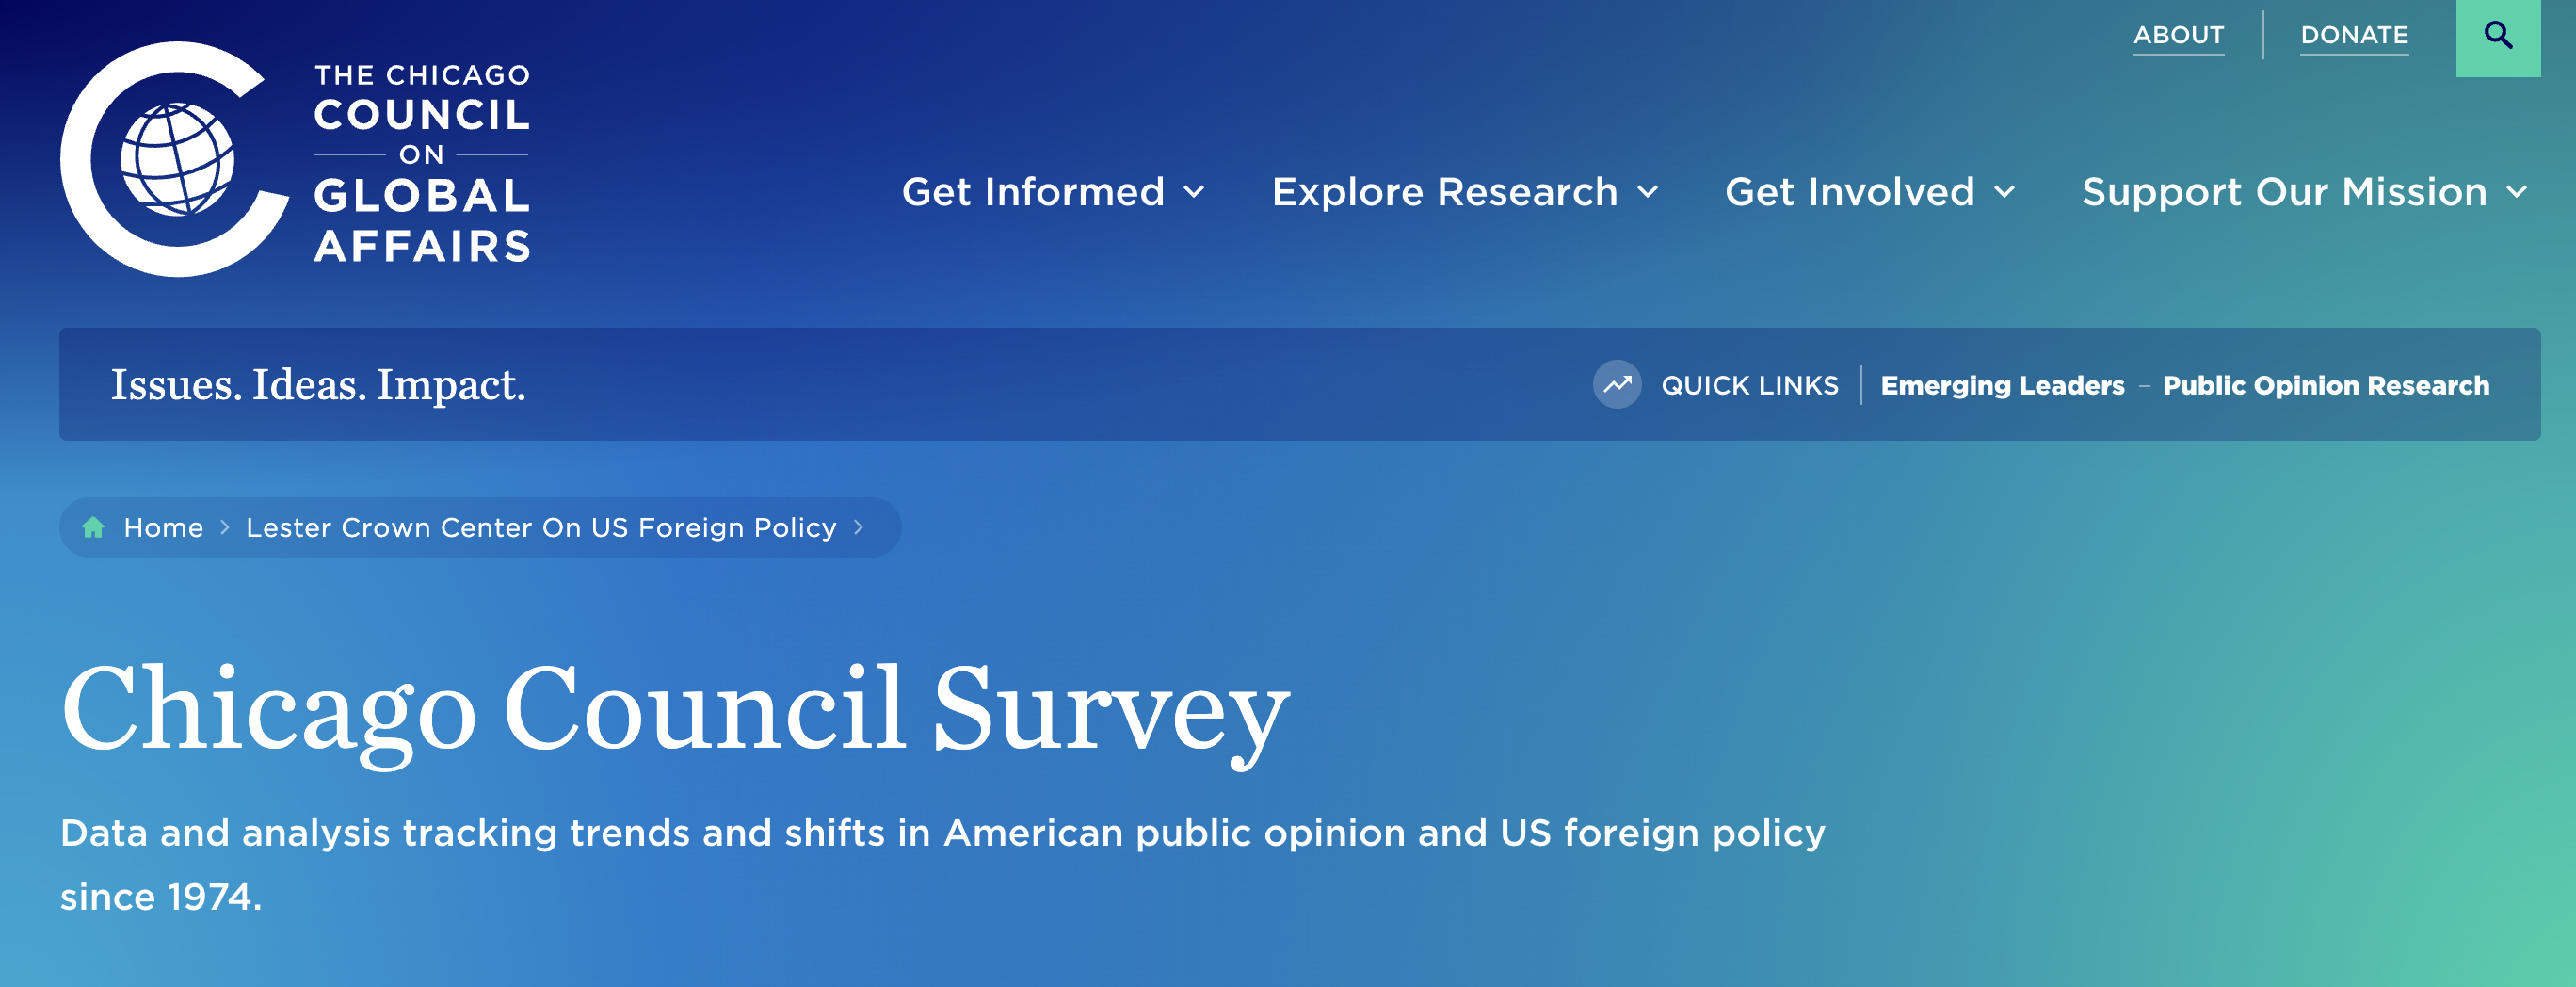 ABOUT
DONATE
THE CHICAGO
COUNCIL
ON
GLOBAL
AFFAIRS
Get Informed
Explore Research
Get Involved
Support Our Mission
Issues. Ideas. Impact.
QUICK LINKS
Emerging Leaders – Public Opinion Research
Home
Lester Crown Center On US Foreign Policy
Chicago Council Survey
Data and analysis tracking trends and shifts in American public opinion and US foreign policy
since 1974.